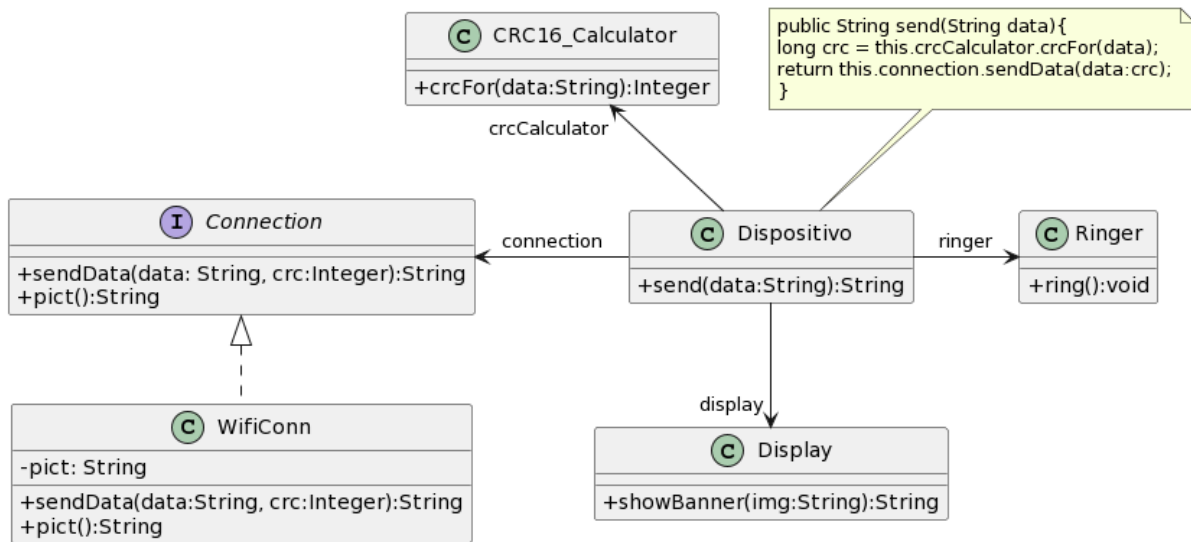 C CRC16_Calculator
+crcFor(data:String):Integer
public String send(String data){
long crc = this.crcCalculator.crcFor(data);
return this.connection.sendData(data:crc);
}
crcCalculator
I Connection
+sendData(data: String, crc:Integer):String
+pict():String
connection
C Dispositivo
+send(data:String):String
ringer
C Ringer
+ring():void
C WifiConn
-pict: String
+sendData(data:String, crc:Integer):String
+pict():String
display
C Display
+showBanner(img:String):String